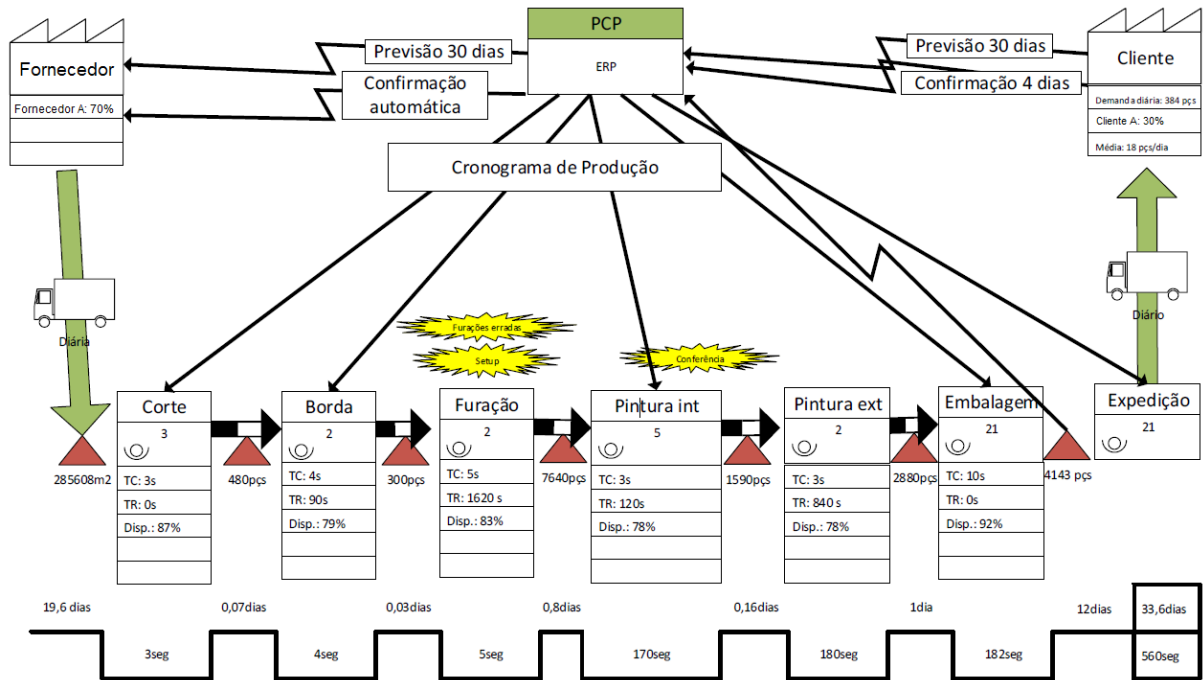 PCP
ERP
Previsão 30 dias
Confirmação
automática
Previsão 30 dias
Confirmação 4 dias
Fornecedor
Fornecedor A: 70%
Cliente
Demanda diária: 384 pçs
Cliente A: 30%
Média: 18 pçs/dia
Cronograma de Produção
Diária
Diário
Furações erradas
Setup
Conferência
Corte
3
TC: 3s
TR: 0s
Disp.: 87%
Borda
2
TC: 4s
TR: 90s
Disp.: 79%
Furação
2
TC: 5s
TR: 1620 s
Disp.: 83%
Pintura int
5
TC: 3s
TR: 120s
Disp.: 78%
Pintura ext
2
TC: 3s
TR: 840 s
Disp.: 78%
Embalagem
21
TC: 10s
TR: 0s
Disp.: 92%
Expedição
21
285608m2
480pçs
300pçs
7640pçs
1590pçs
2880pçs
4143 pçs
19,6 dias
0,07dias
0,03dias
0,8dias
0,16dias
1dia
12dias
33,6dias
3seg
4seg
5seg
170seg
180seg
182seg
560seg